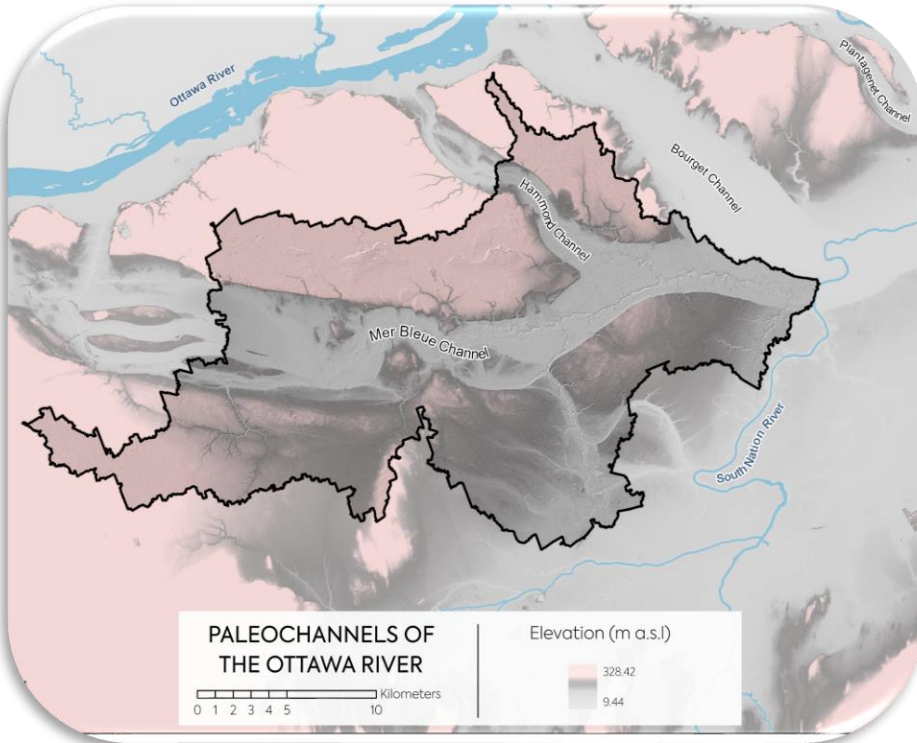 Ottawa River
Plantagenet Channel
Bourget Channel
Hammond Channel
Mer Bleue Channel
South Nation River
PALEOCHANNELS OF
THE OTTAWA RIVER
Kilometers
0 1 2 3 4 5 10
Elevation (m a.s.l)
328.42
9.44